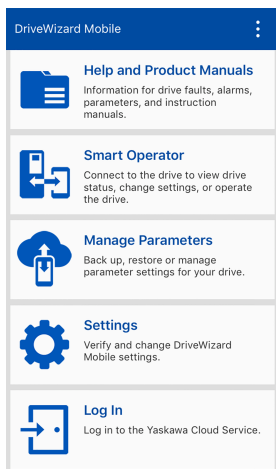 DriveWizard Mobile
Help and Product Manuals
Information for drive faults, alarms,
parameters, and instruction
manuals.
Smart Operator
Connect to the drive to view drive
status, change settings, or operate
the drive.
Manage Parameters
Back up, restore or manage
parameter settings for your drive.
Settings
Verify and change DriveWizard
Mobile settings.
Log In
Log in to the Yaskawa Cloud Service.